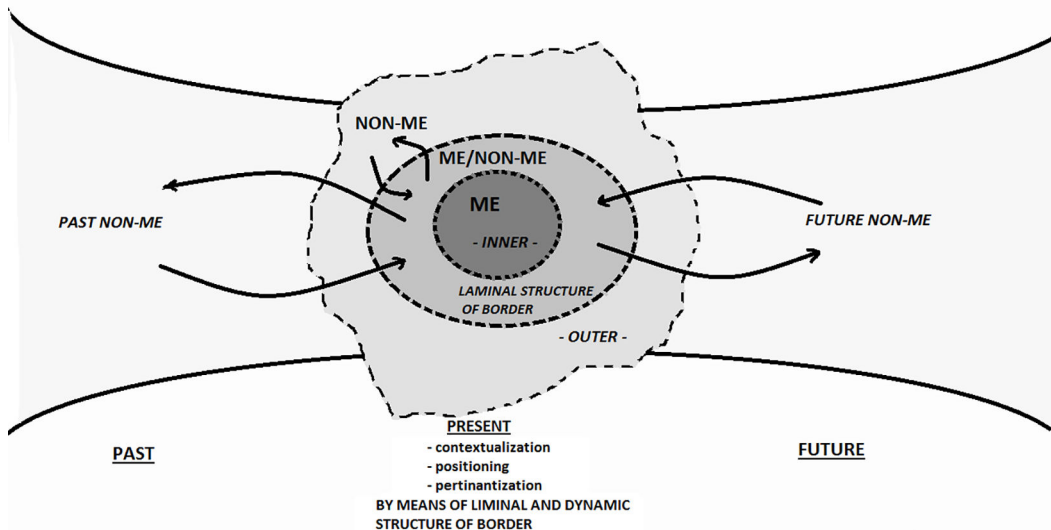 NON-ME
ME/NON-ME
ME
PAST NON-ME
FUTURE NON-ME
- INNER -
LAMINAL STRUCTURE
OF BORDER
- OUTER -
PAST
PRESENT
FUTURE
- contextualization
- positioning
- pertinantization
BY MEANS OF LIMINAL AND DYNAMIC
STRUCTURE OF BORDER